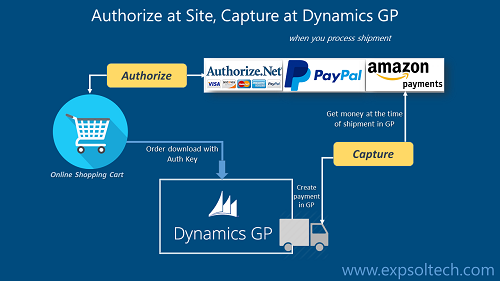 Authorize at Site, Capture at Dynamics GP
when you process shipment
Authorize
Authorize.Net
VISA
PayPal
PayPal
amazon
payments
Get money at the time
of shipment in GP
Order download with
Auth Key
Online Shopping Cart
Capture
Create
payment
in GP
Dynamics GP
www.expsoltech.com